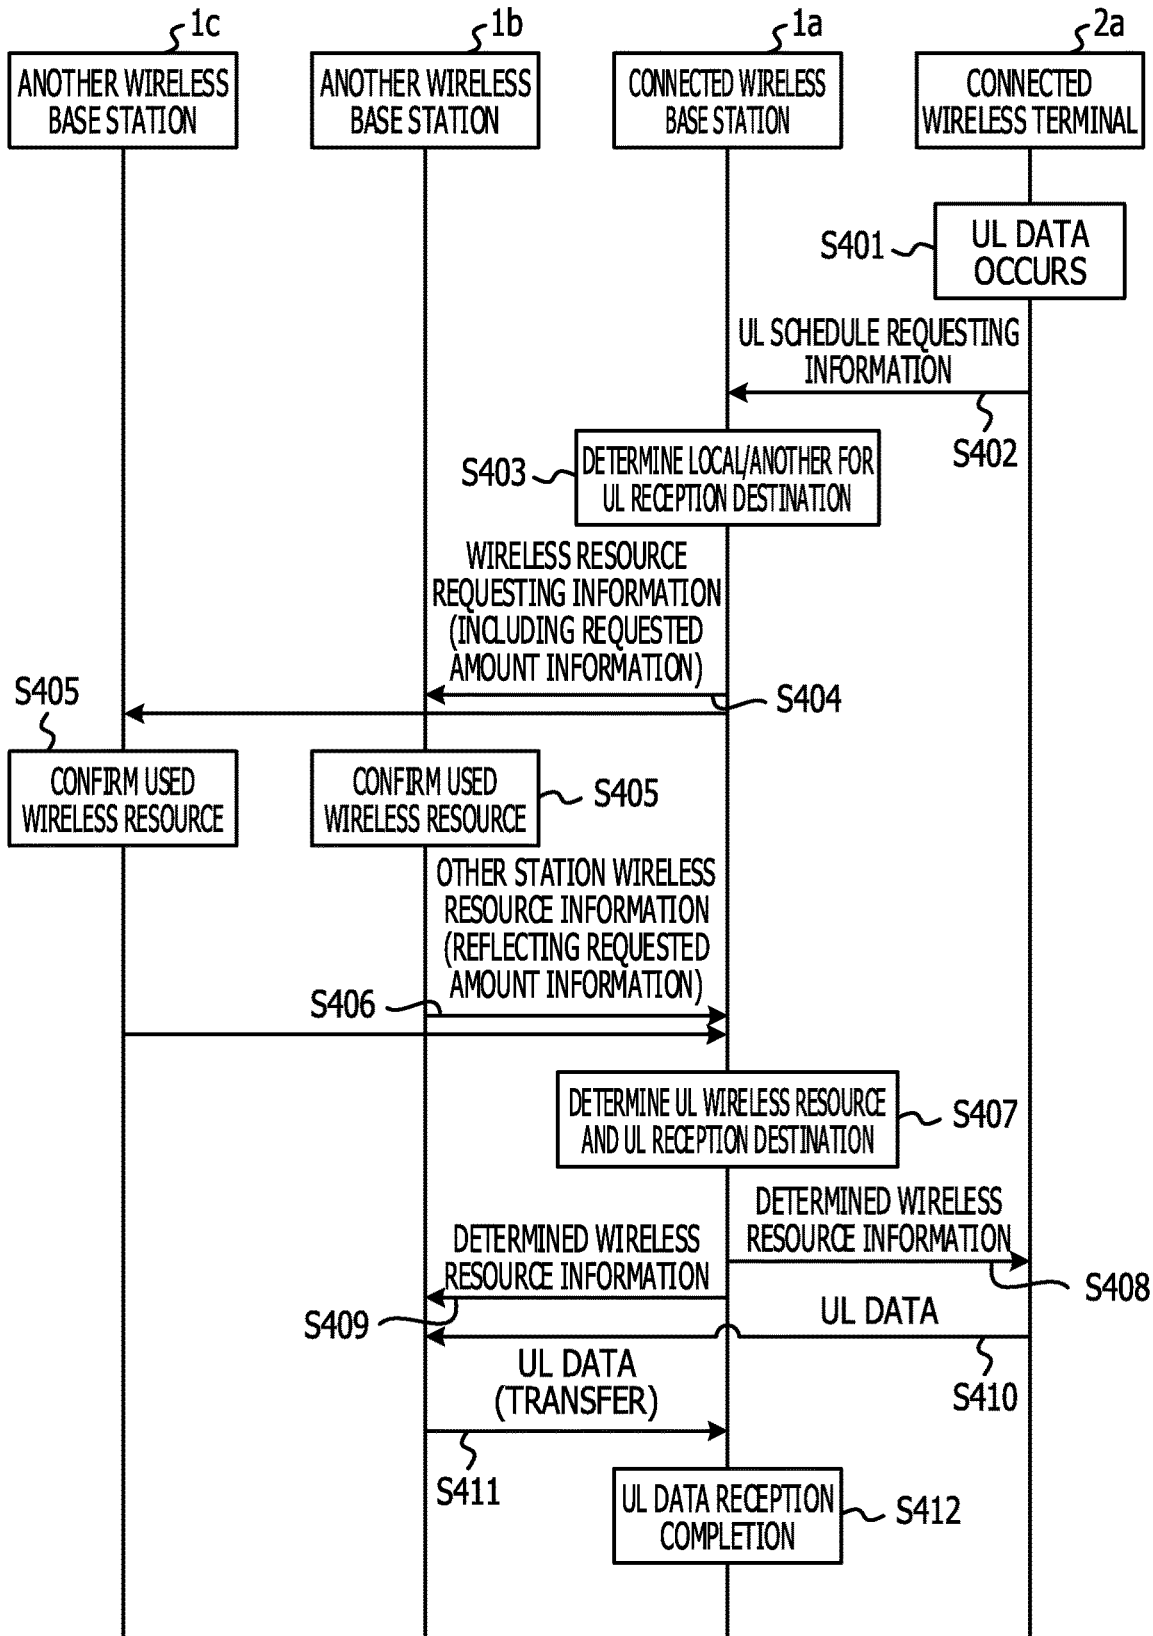 1c
1b
1a
2a
ANOTHER WIRELESS
BASE STATION
ANOTHER WIRELESS
BASE STATION
CONNECTED WIRELESS
BASE STATION
CONNECTED
WIRELESS TERMINAL
S401
UL DATA
OCCURS
UL SCHEDULE REQUESTING
INFORMATION
S402
S403
DETERMINE LOCAL/ANOTHER FOR
UL RECEPTION DESTINATION
WIRELESS RESOURCE
REQUESTING INFORMATION
(INCLUDING REQUESTED
AMOUNT INFORMATION)
S404
S405
CONFIRM USED
WIRELESS RESOURCE
CONFIRM USED
WIRELESS RESOURCE
S405
OTHER STATION WIRELESS
RESOURCE INFORMATION
(REFLECTING REQUESTED
AMOUNT INFORMATION)
S406
DETERMINE UL WIRELESS RESOURCE
AND UL RECEPTION DESTINATION
S407
DETERMINED WIRELESS
RESOURCE INFORMATION
S408
DETERMINED WIRELESS
RESOURCE INFORMATION
S409
UL DATA
S410
UL DATA
(TRANSFER)
S411
UL DATA RECEPTION
COMPLETION
S412